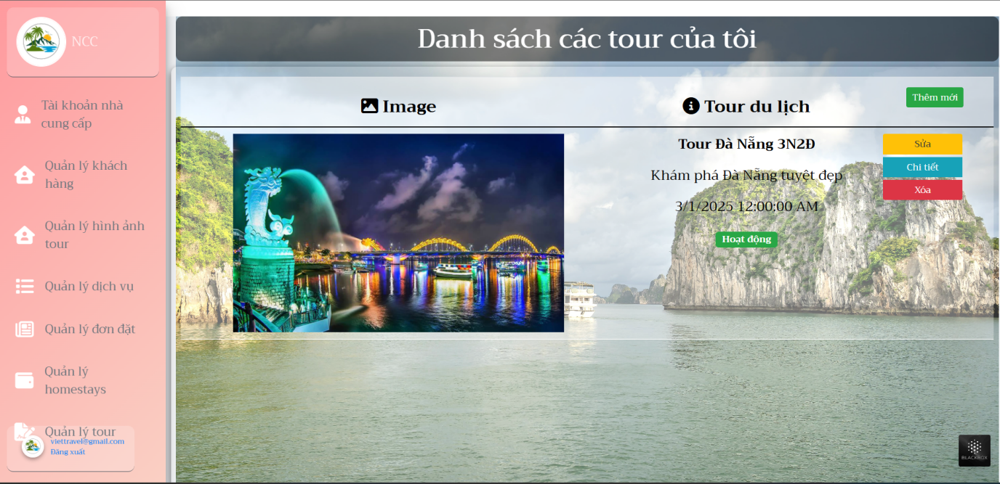 NCC
Tài khoản nhà
cung cấp
Quản lý khách
hàng
Quản lý hình ảnh
tour
Quản lý dịch vụ
Quản lý đơn đặt
Quản lý
homestays
Quản lý tour
viettravel@gmail.com
Đăng xuất
Danh sách các tour của tôi
Image
Tour du lịch
Thêm mới
Tour Đà Nẵng 3N2Đ
Khám phá Đà Nẵng tuyệt đẹp
3/1/2025 12:00:00 AM
Hoạt động
Sửa
Chi tiết
Xóa
BLACKBOX